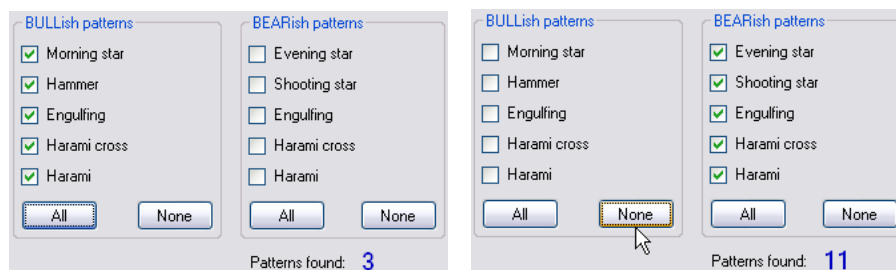 BULLish patterns
Morning star
Hammer
Engulfing
Harami cross
Harami
All None
BEARish patterns
Evening star
Shooting star
Engulfing
Harami cross
Harami
All None
Patterns found: 3
BULLish patterns
Morning star
Hammer
Engulfing
Harami cross
Harami
All None
BEARish patterns
Evening star
Shooting star
Engulfing
Harami cross
Harami
All None
Patterns found: 11